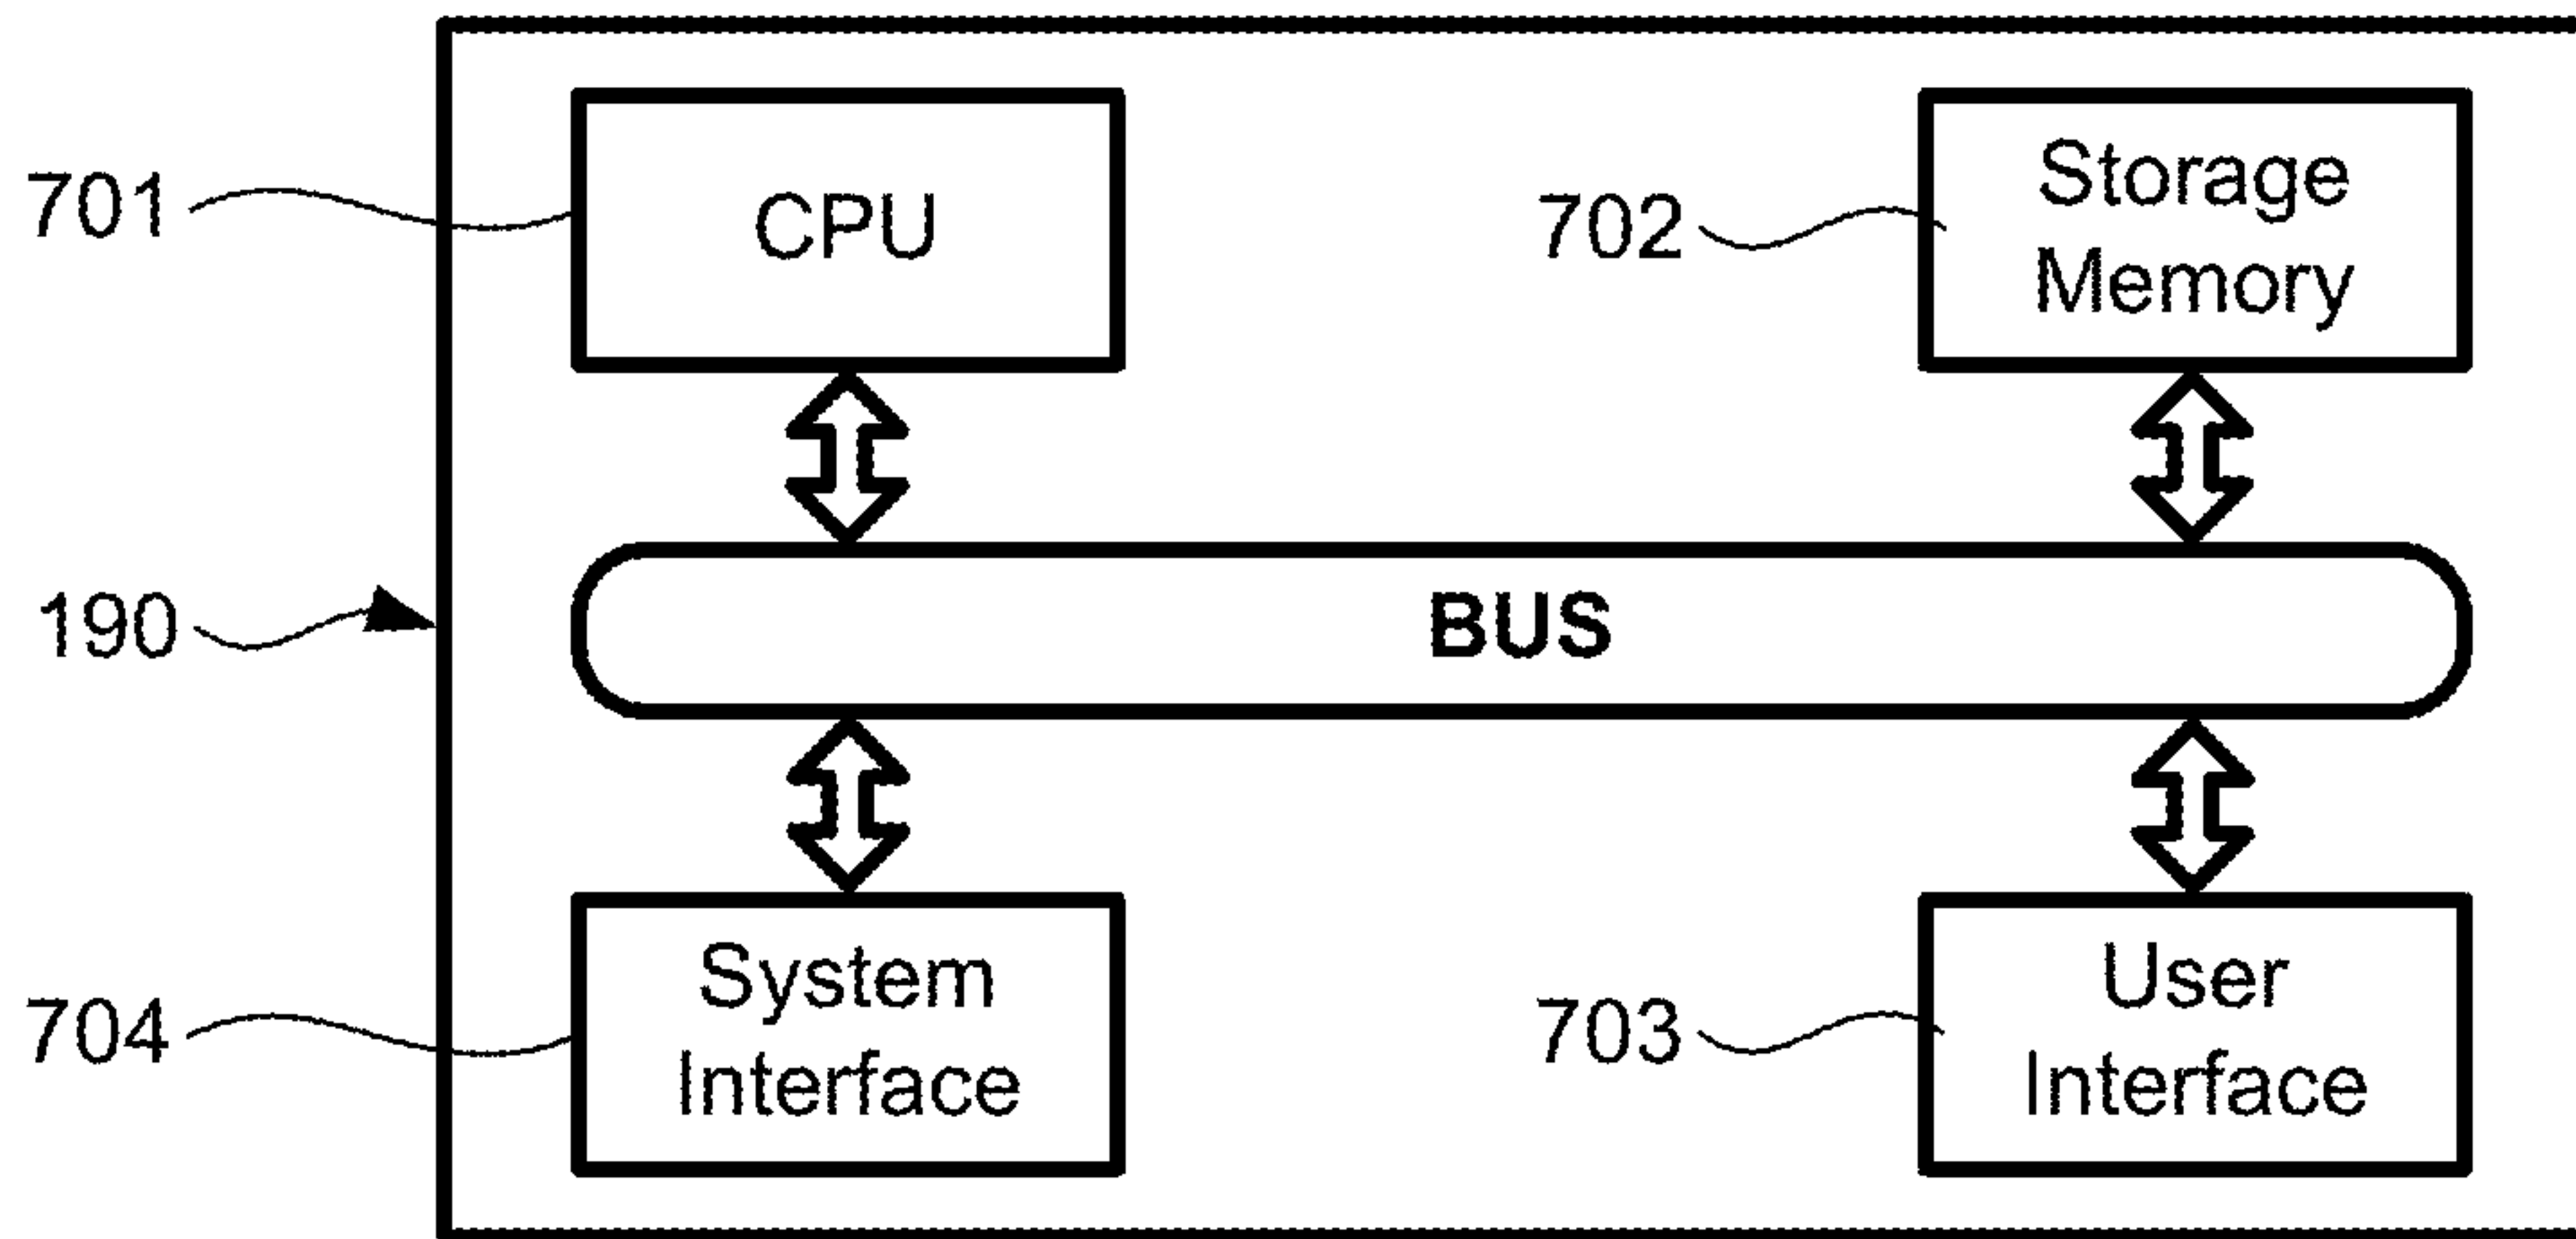 701
CPU
702
Storage
Memory
190
BUS
704
System
Interface
703
User
Interface